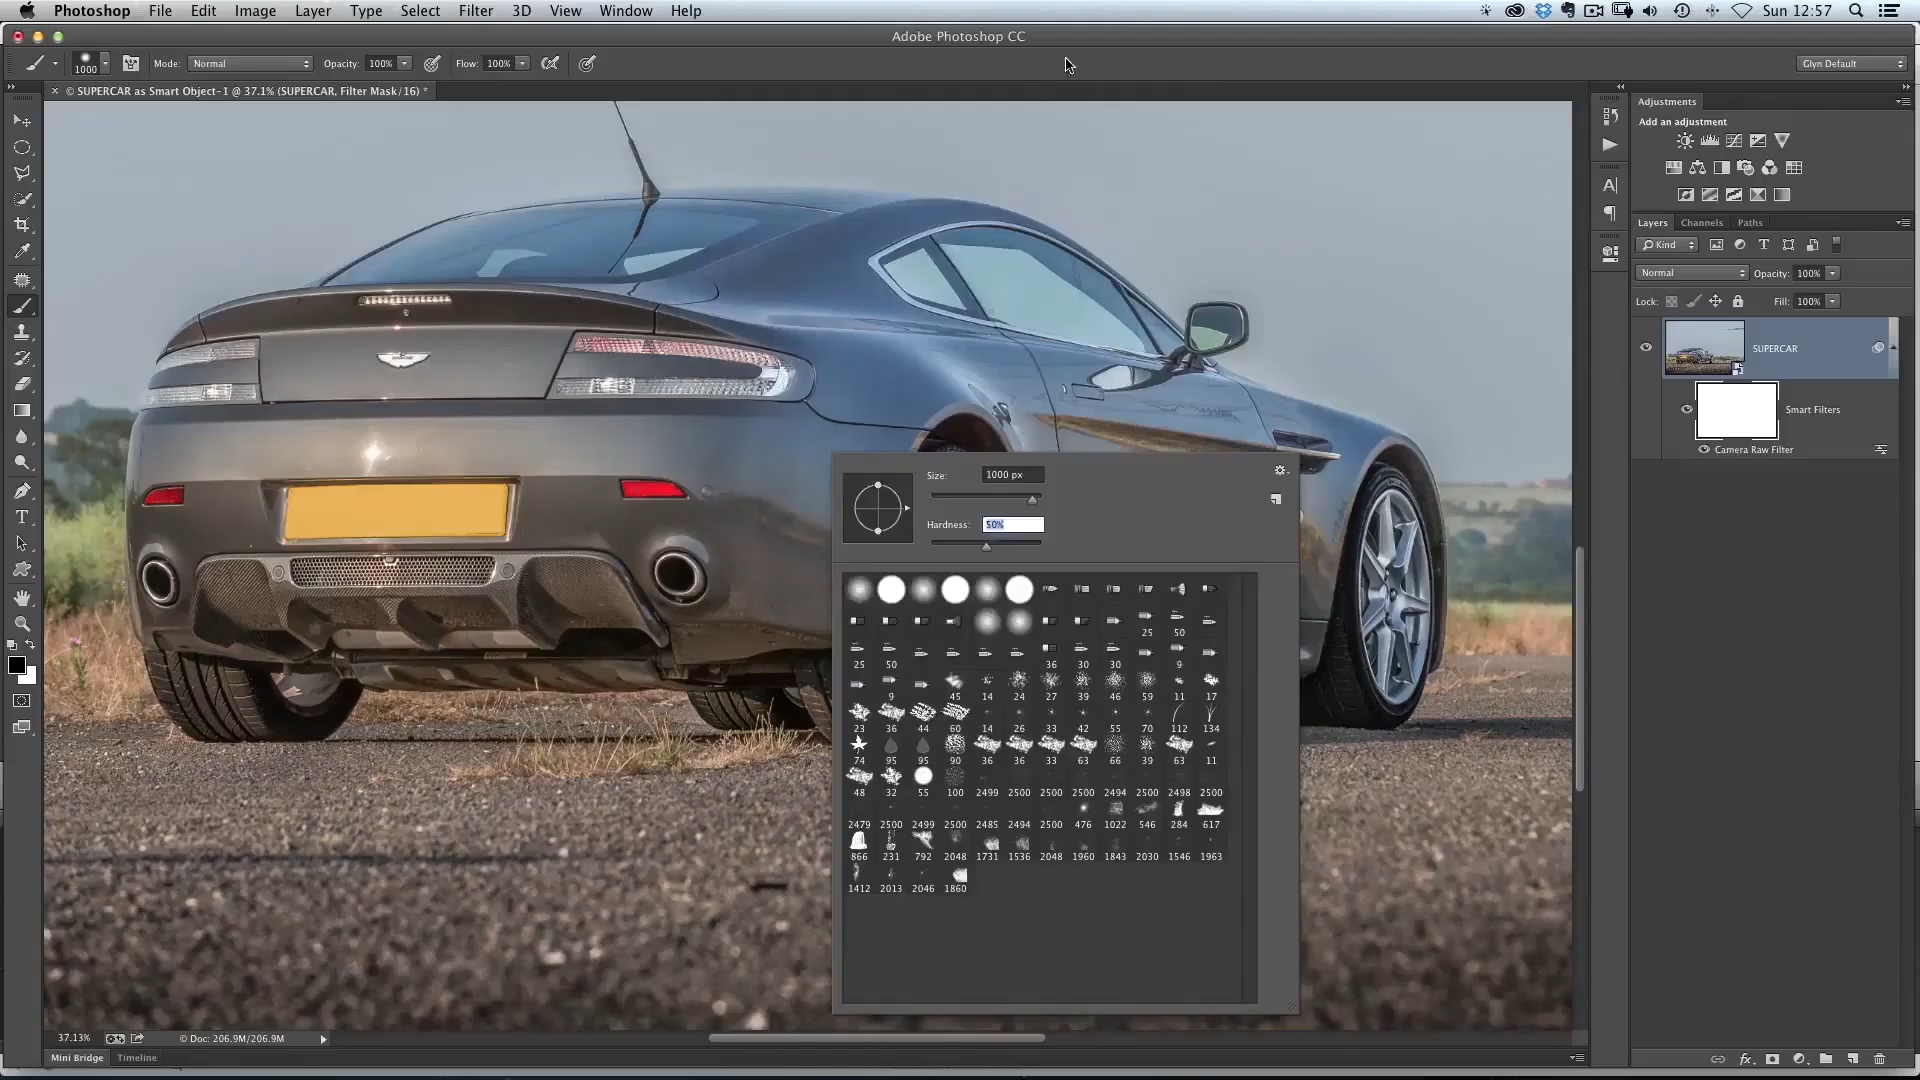 Photoshop File Edit Image Layer Type Select Filter 3D View Window Help Sun 12:57
Adobe Photoshop CC
1000 Mode: Normal Opacity: 100% Flow: 100% Glyn Default
× © SUPERCAR as Smart Object-1 @ 37.1% (SUPERCAR, Filter Mask/16) *
Adjustments
Add an adjustment
Layers Channels Paths
Kind
Normal Opacity: 100%
Lock: Fill: 100%
SUPERCAR
Smart Filters
Camera Raw Filter
Size: 1000 px
Hardness: 50%
25 50
25 50 36 30 30 9
9 45 14 24 27 39 46 59 11 17
23 36 44 60 14 26 33 42 55 70 112 134
74 95 95 90 36 36 33 63 66 39 63 11
48 32 55 100 2499 2500 2500 2494 2500 2498 2500
2479 2500 2499 2500 2485 2494 2500 476 1022 546 284 617
866 231 792 2048 1731 1536 2048 1960 1843 2030 1546 1963
1412 2013 2046 1860
37.13% © Doc: 206.9M/206.9M
Mini Bridge Timeline